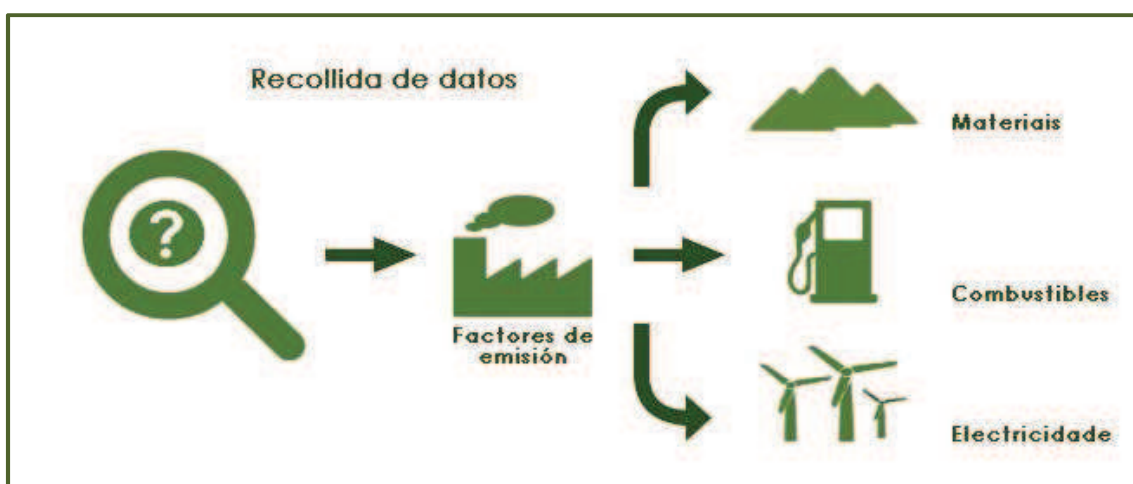 Recollida de datos
Materiais
?
Factores de
emisión
Combustibles
Electricidade